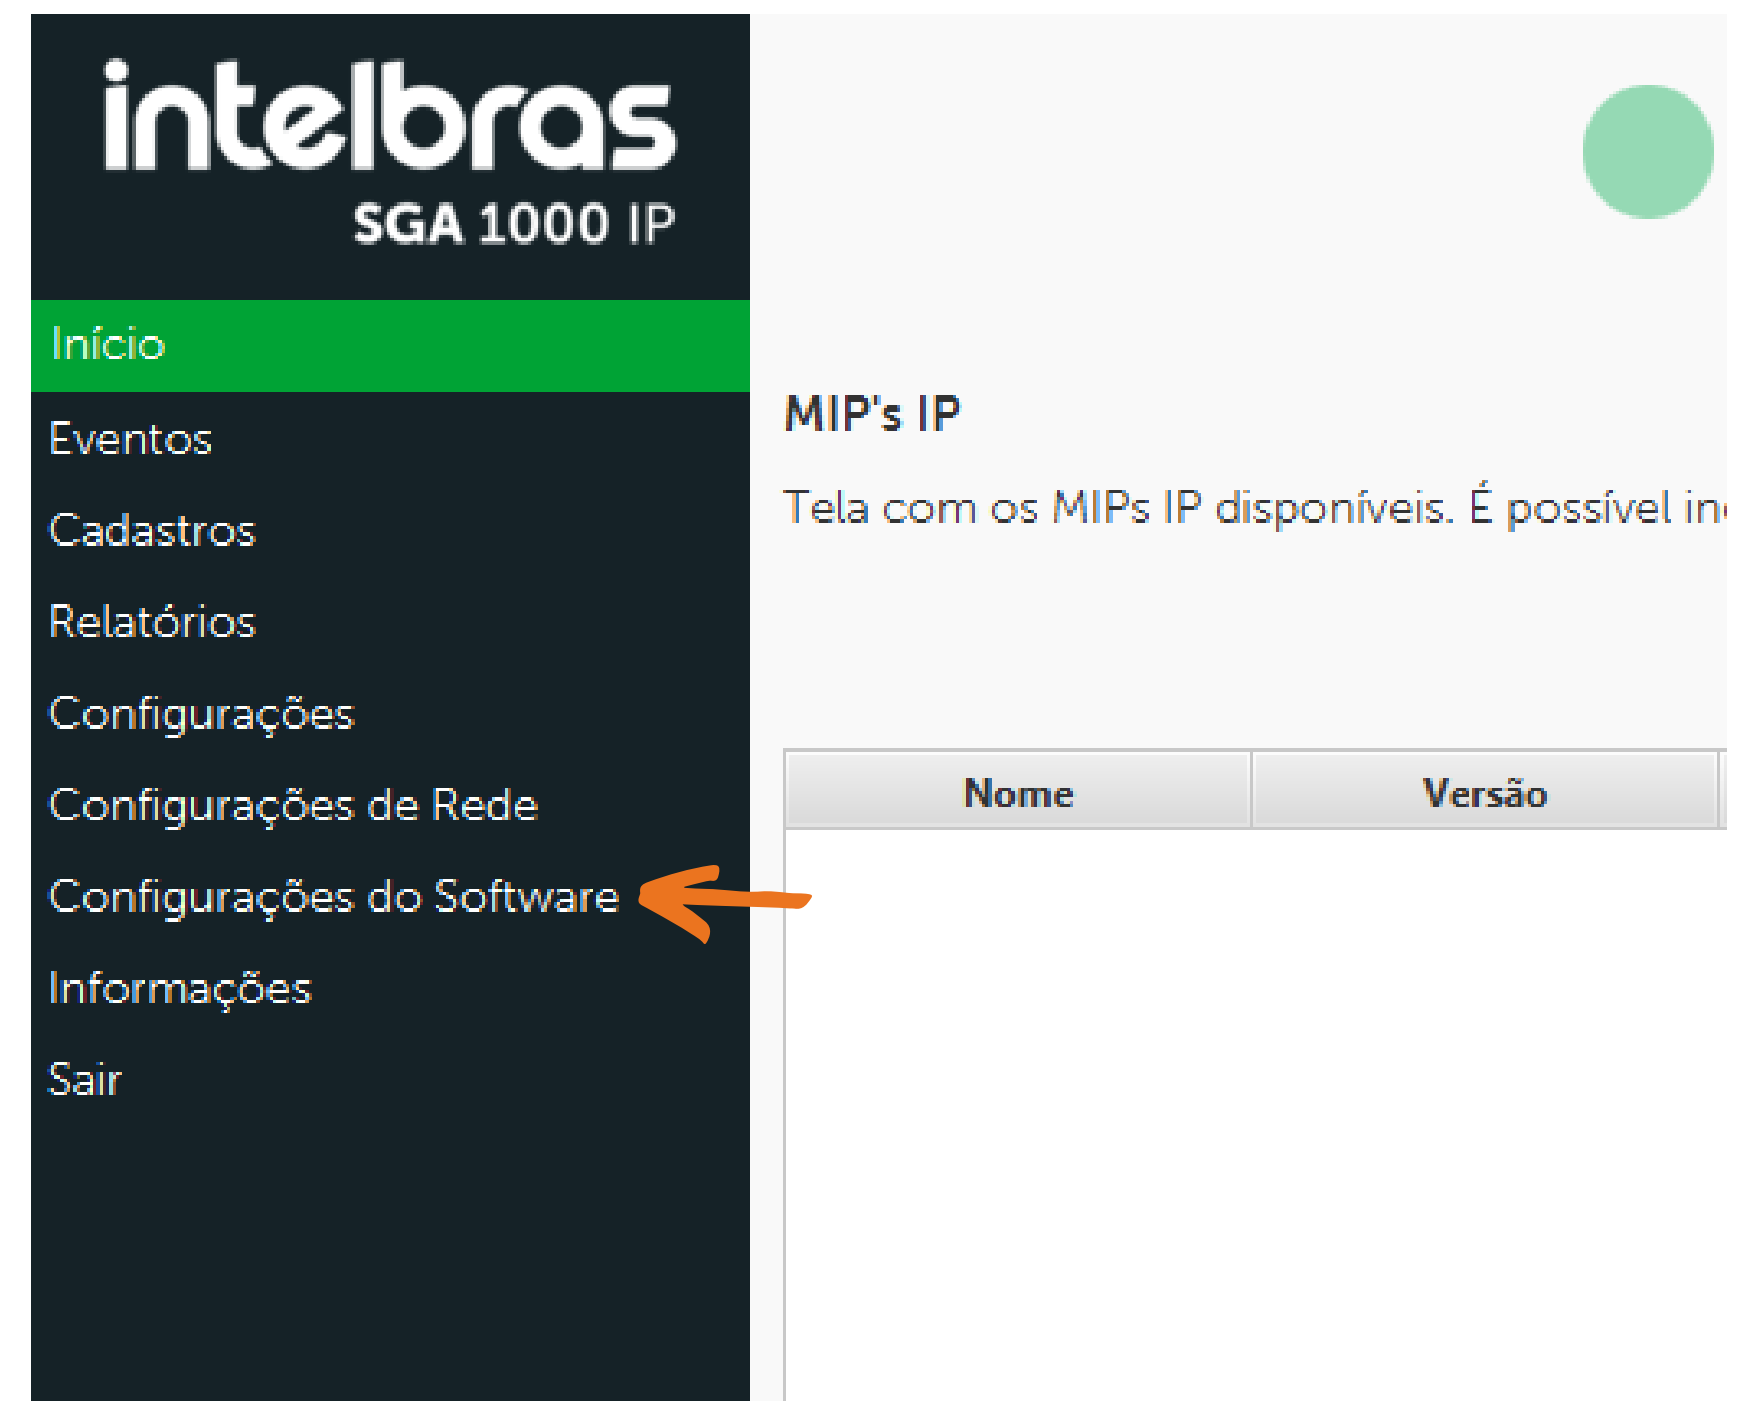 intelbras
SGA 1000 IP
Início
Eventos
Cadastros
Relatórios
Configurações
Configurações de Rede
Configurações do Software
Informações
Sair
MIP's IP
Tela com os MIPs IP disponíveis. É possível
Nome
Versão